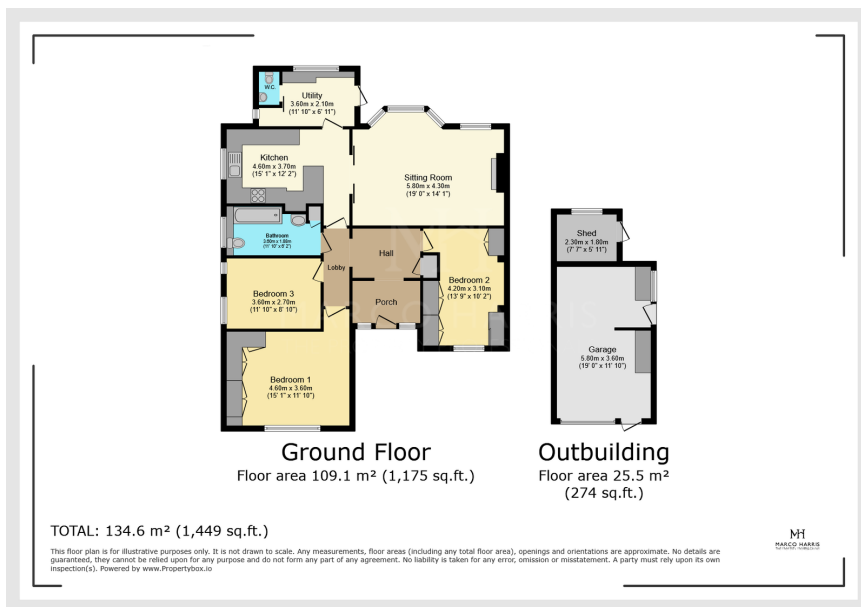 W.C.
Utility
3.60m x 2.10m
(11' 10" x 6' 11")
Kitchen
4.60m x 3.70m
(15' 1" x 12' 2")
Sitting Room
5.80m x 4.30m
(19' 0" x 14' 1")
Bathroom
Hall
Lobby
Bedroom 2
4.20m x 3.10m
(13' 9" x 10' 2")
Bedroom 3
3.60m x 2.70m
(11' 10" x 8' 10")
Porch
Bedroom 1
4.60m x 3.60m
(15' 1" x 11' 10")
Shed
2.30m x 1.80m
(7' 7" x 5' 11")
Garage
5.80m x 3.60m
(19' 0" x 11' 10")
MH
MARCO HARRIS
Ground Floor
Floor area 109.1 m² (1,175 sq.ft.)
Outbuilding
Floor area 25.5 m²
(274 sq.ft.)
TOTAL: 134.6 m² (1,449 sq.ft.)
This floor plan is for illustrative purposes only. It is not drawn to scale. Any measurements, floor areas (including any total floor area), openings and orientations are approximate. No details are
guaranteed, they cannot be relied upon for any purpose and do not form any part of any agreement. No liability is taken for any error, omission or misstatement. A party must rely upon its own
inspection(s). Powered by www.Propertybox.io
MH
MARCO HARRIS